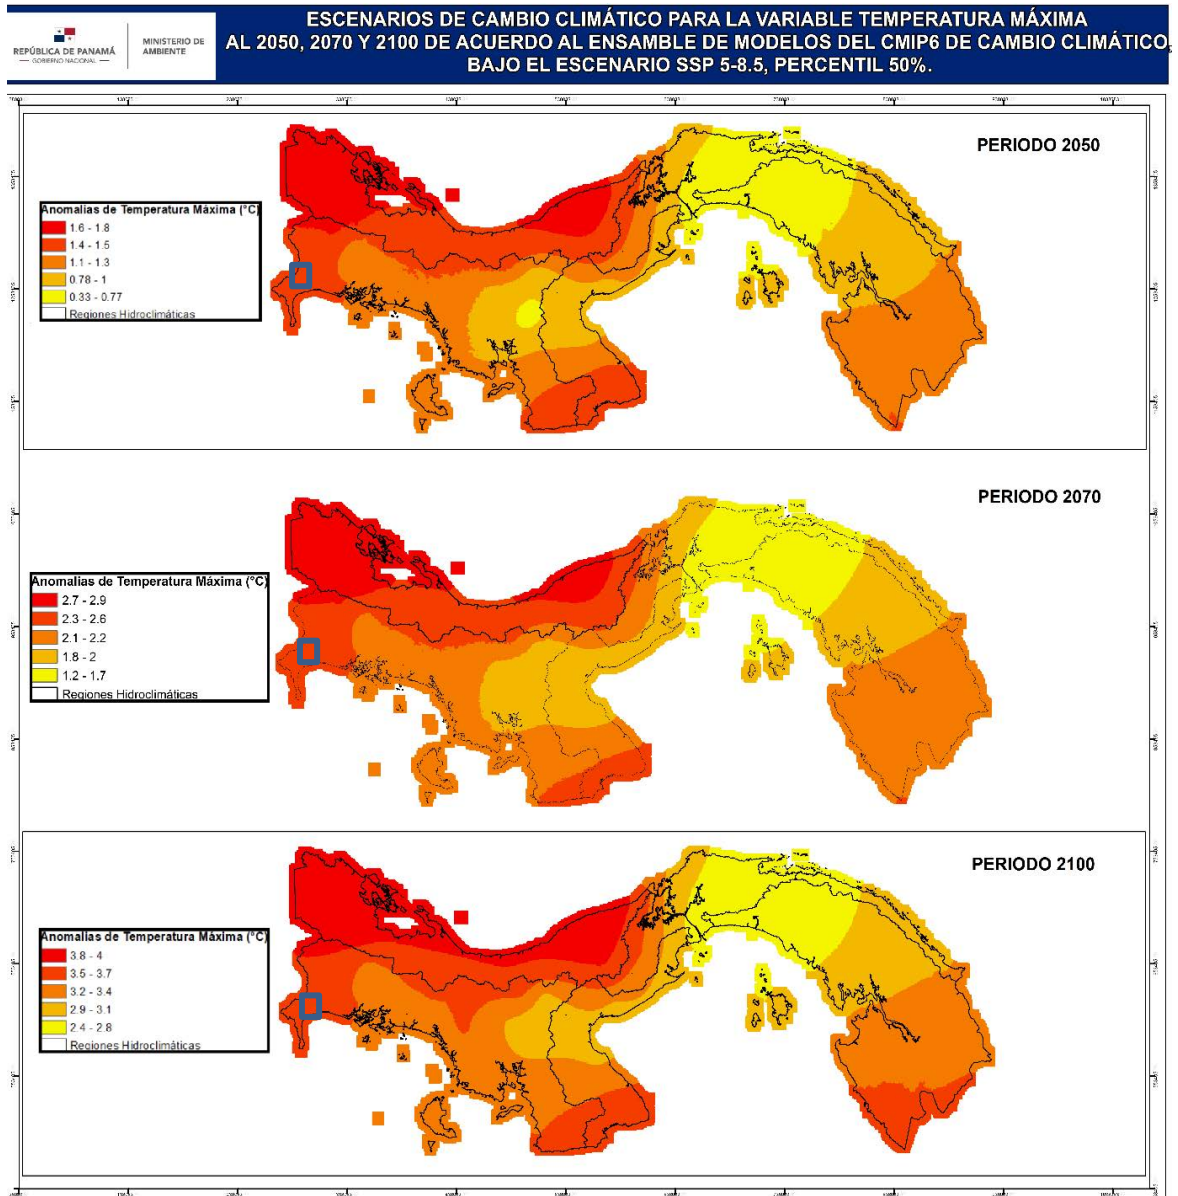 REPÚBLICA DE PANAMÁ
— GOBIERNO NACIONAL —
MINISTERIO DE
AMBIENTE
ESCENARIOS DE CAMBIO CLIMÁTICO PARA LA VARIABLE TEMPERATURA MÁXIMA
AL 2050, 2070 Y 2100 DE ACUERDO AL ENSAMBLE DE MODELOS DEL CMIP6 DE CAMBIO CLIMÁTICO,
BAJO EL ESCENARIO SSP 5-8.5, PERCENTIL 50%.
PERIODO 2050
Anomalías de Temperatura Máxima (°C)
1.6 - 1.8
1.4 - 1.5
1.1 - 1.3
0.78 - 1
0.33 - 0.77
Regiones Hidroclimáticas
PERIODO 2070
Anomalías de Temperatura Máxima (°C)
2.7 - 2.9
2.3 - 2.6
2.1 - 2.2
1.8 - 2
1.2 - 1.7
Regiones Hidroclimáticas
PERIODO 2100
Anomalías de Temperatura Máxima (°C)
3.8 - 4
3.5 - 3.7
3.2 - 3.4
2.9 - 3.1
2.4 - 2.8
Regiones Hidroclimáticas